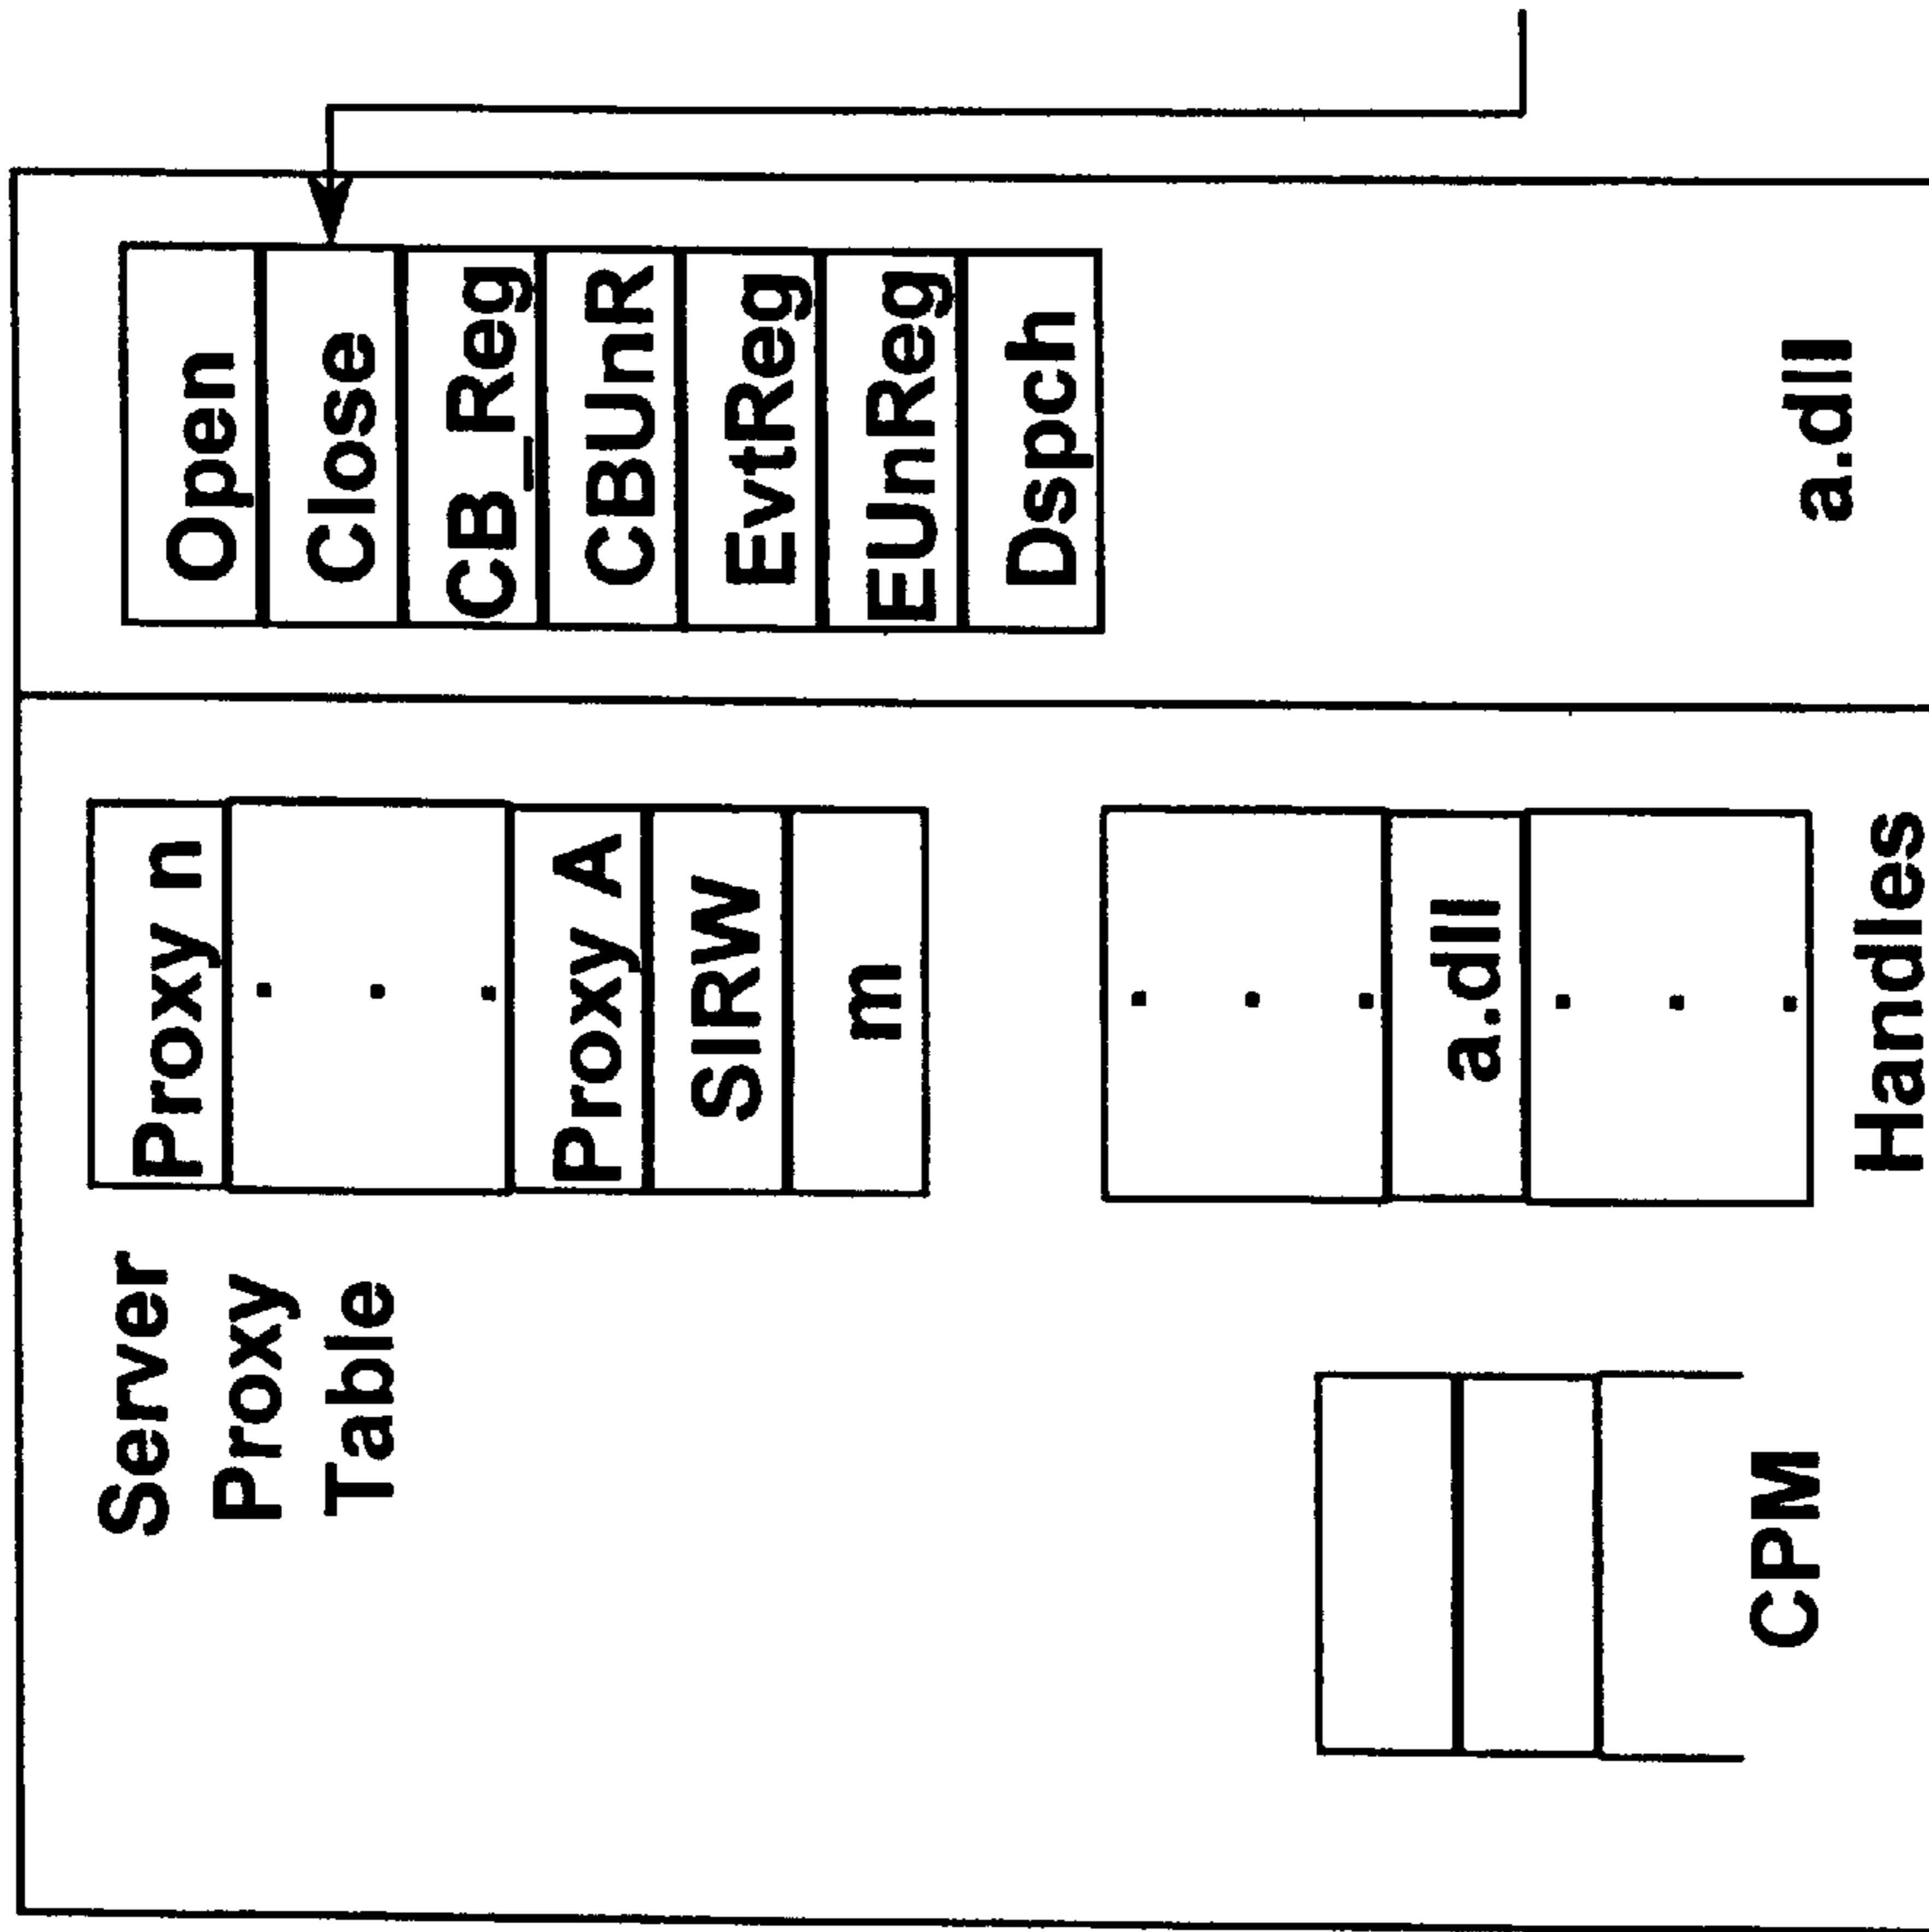 Server
Proxy
Table
Proxy n
.
.
.
Proxy A
SIRW
m
CPM
.
.
.
a.dll
.
.
.
Handles
Open
Close
CB_Reg
CBUnR
EvtReg
EUnReg
Dspch
a.dll